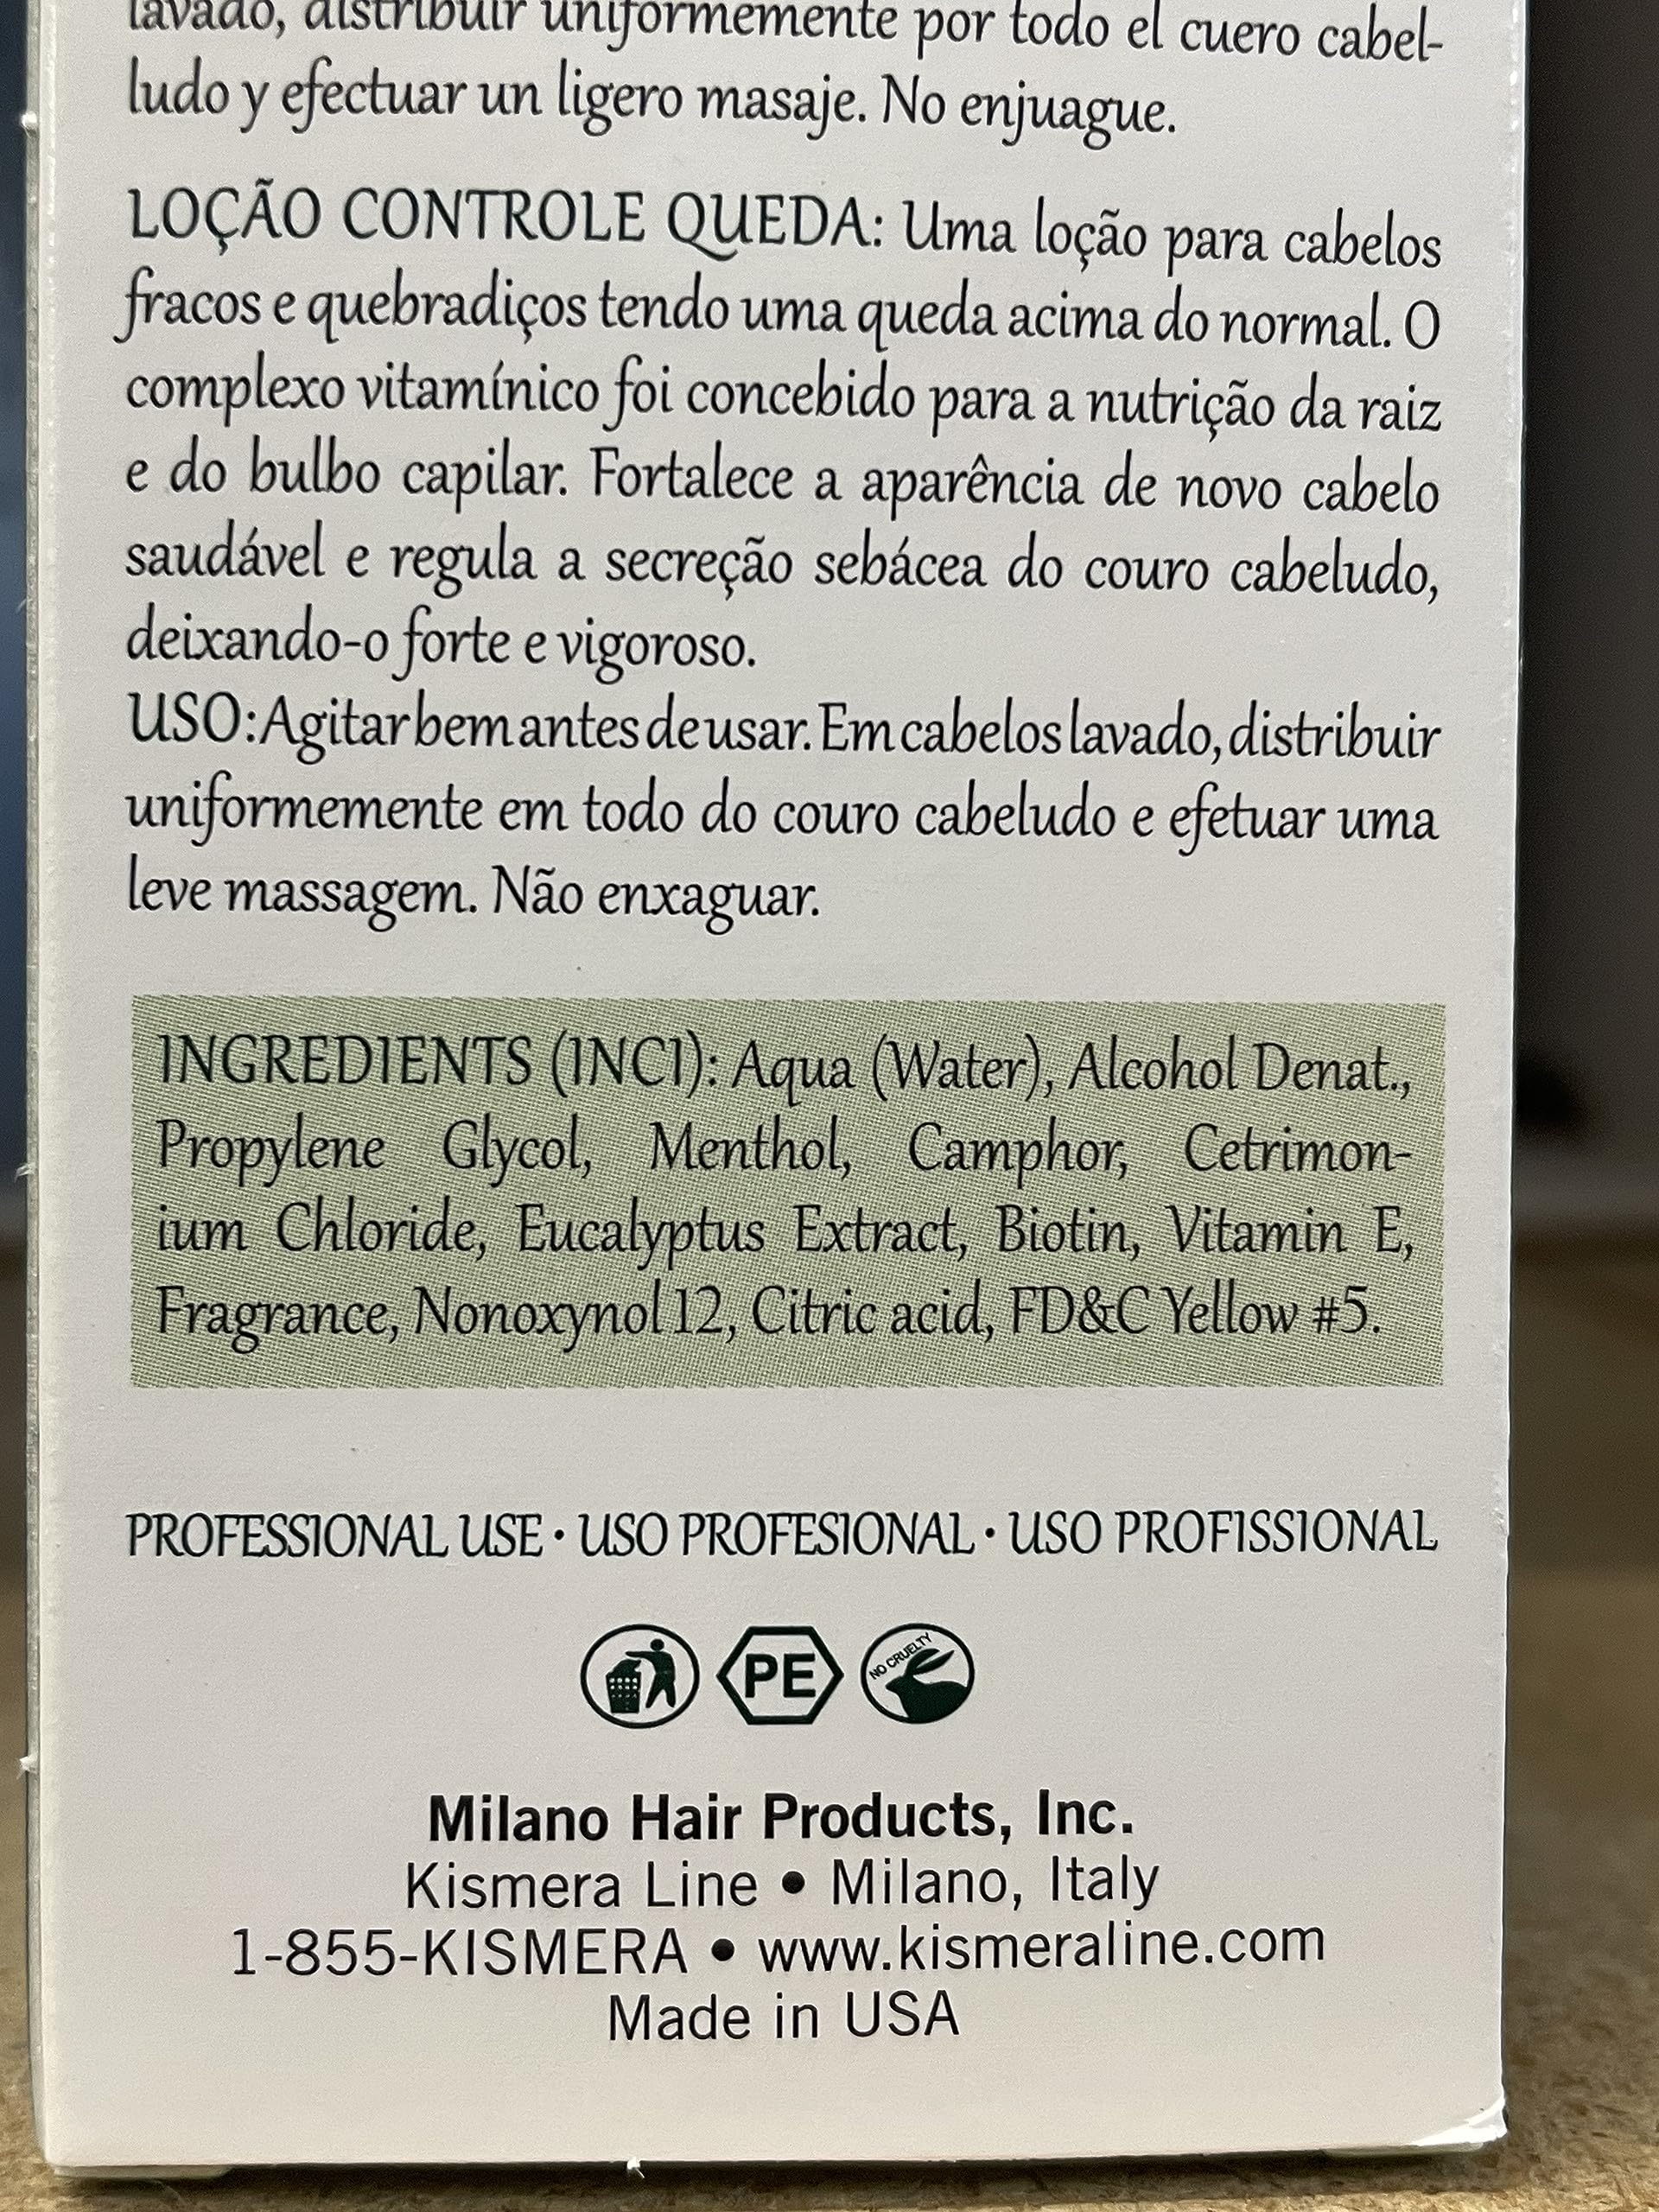 lavado, distribuir uniformemente por todo el cuero cabel-
ludo y efectuar un ligero masaje. No enjuague.
LOÇÃO CONTROLE QUEDA: Uma loção para cabelos
fracos e quebradiços tendo uma queda acima do normal. O
complexo vitamínico foi concebido para a nutrição da raiz
e do bulbo capilar. Fortalece a aparência de novo cabelo
saudável e regula a secreção sebácea do couro cabeludo,
deixando-o forte e vigoroso.
USO: Agitar bem antes de usar. Em cabelos lavado, distribuir
uniformemente em todo do couro cabeludo e efetuar uma
leve massagem. Não enxaguar.
INGREDIENTS (INCI): Aqua (Water), Alcohol Denat.,
Propylene Glycol, Menthol, Camphor, Cetrimon-
ium Chloride, Eucalyptus Extract, Biotin, Vitamin E,
Fragrance, Nonoxynol 12, Citric acid, FD&C Yellow #5.
PROFESSIONAL USE • USO PROFESIONAL • USO PROFISSIONAL
PE
NO CRUELTY
Milano Hair Products, Inc.
Kismera Line • Milano, Italy
1-855-KISMERA • www.kismeraline.com
Made in USA